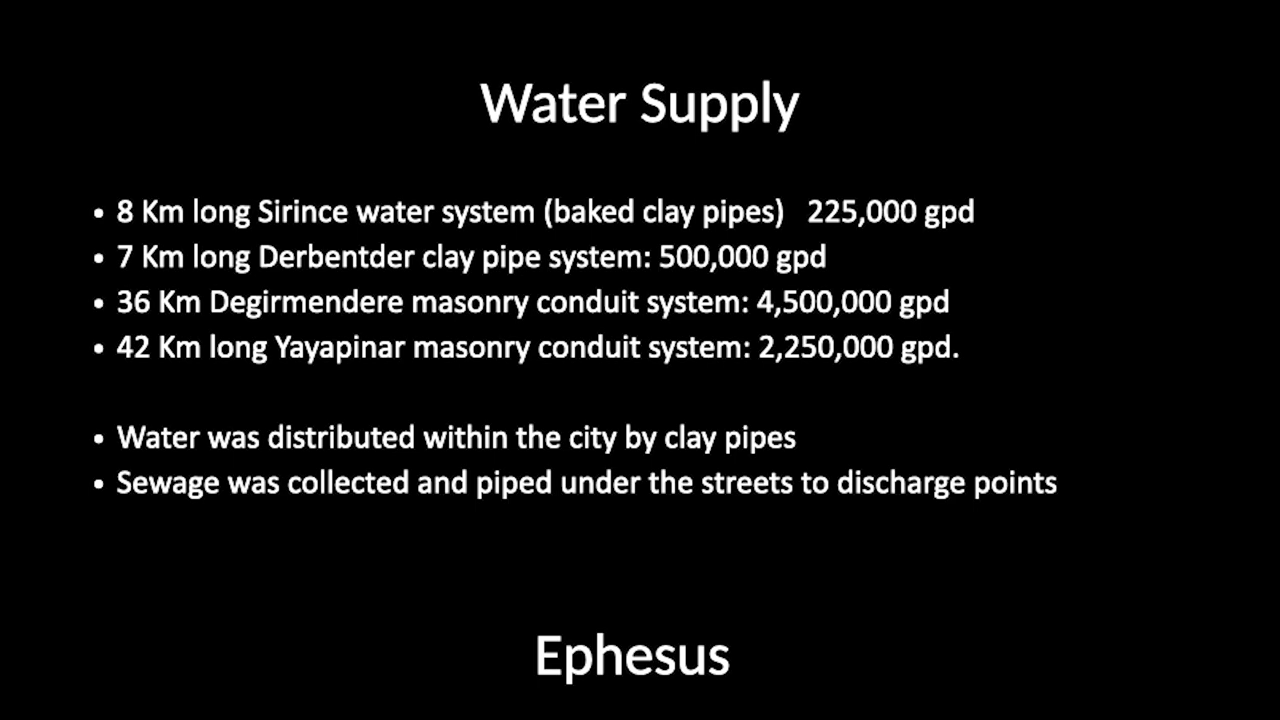 Water Supply
• 8 Km long Sirince water system (baked clay pipes)   225,000 gpd
• 7 Km long Derbentder clay pipe system: 500,000 gpd
• 36 Km Degirmendere masonry conduit system: 4,500,000 gpd
• 42 Km long Yayapinar masonry conduit system: 2,250,000 gpd.
• Water was distributed within the city by clay pipes
• Sewage was collected and piped under the streets to discharge points
Ephesus